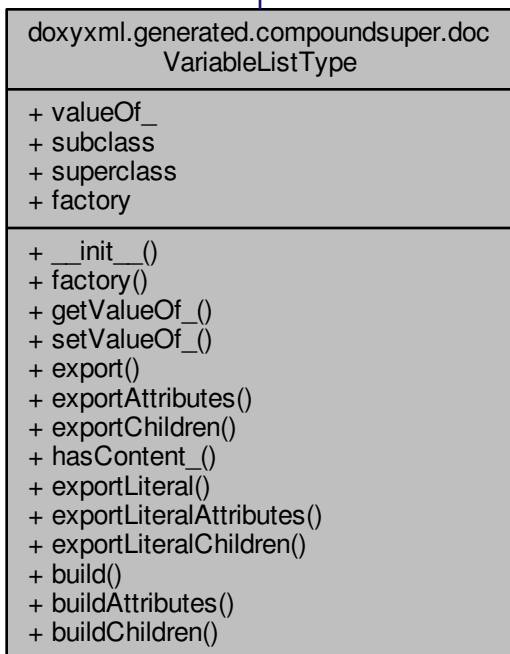 doxyxml.generated.compoundsuper.doc
VariableListType
+ valueOf_
+ subclass
+ superclass
+ factory
+ __init__()
+ factory()
+ getValueOf_()
+ setValueOf_()
+ export()
+ exportAttributes()
+ exportChildren()
+ hasContent_()
+ exportLiteral()
+ exportLiteralAttributes()
+ exportLiteralChildren()
+ build()
+ buildAttributes()
+ buildChildren()